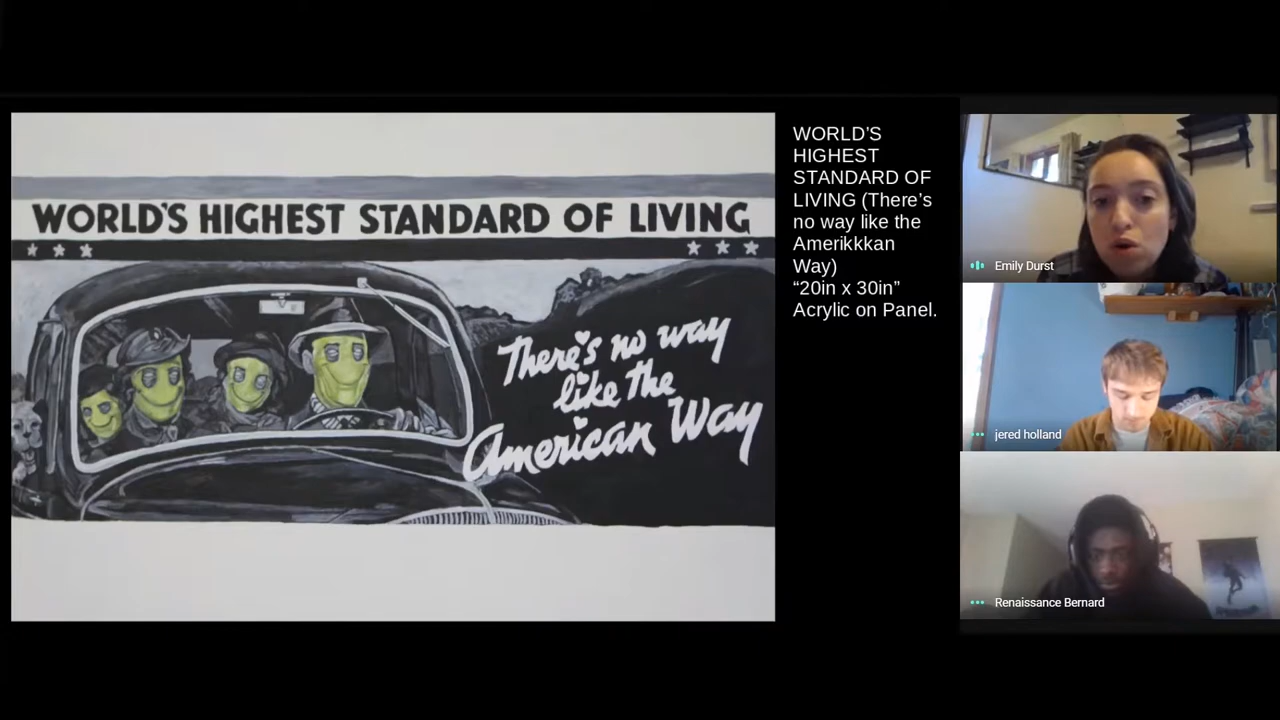 WORLD'S HIGHEST STANDARD OF LIVING
There's no way
like the
American Way
WORLD'S
HIGHEST
STANDARD OF
LIVING (There's
no way like the
Amerikkkan
Way)
“20in x 30in”
Acrylic on Panel.
Emily Durst
jered holland
Renaissance Bernard